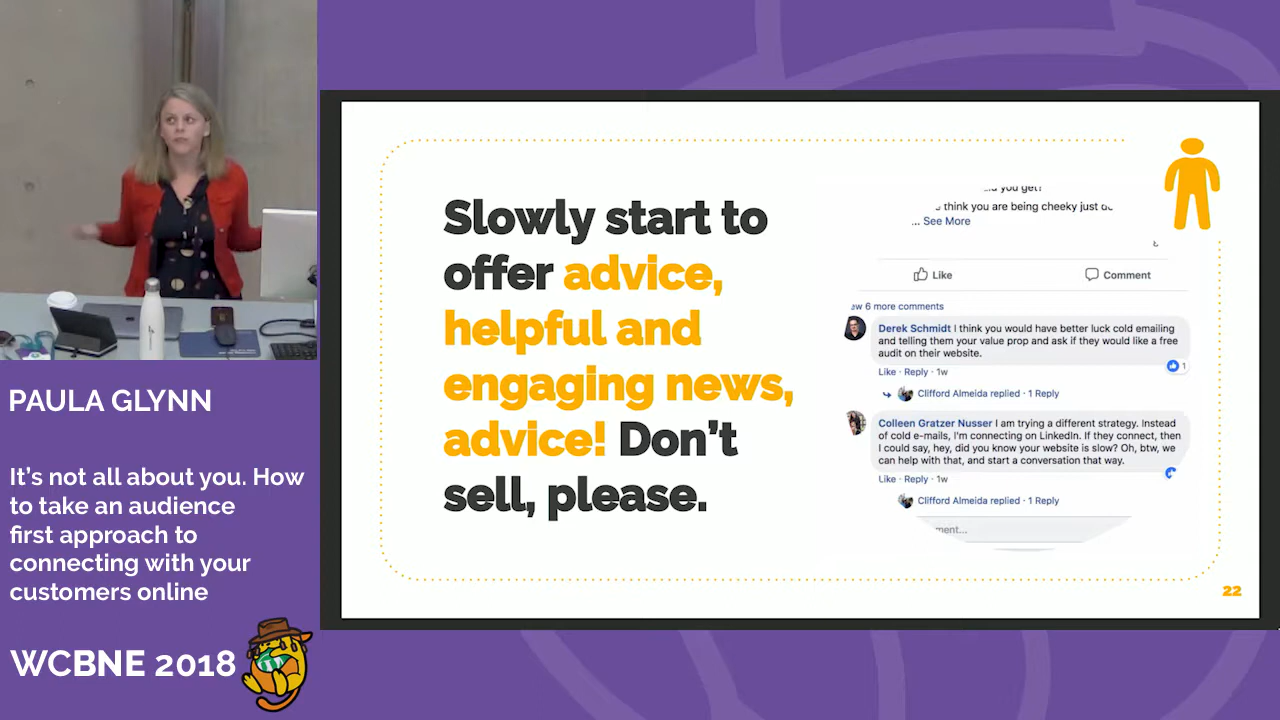 PAULA GLYNN
It's not all about you. How
to take an audience
first approach to
connecting with your
customers online
WCBNE 2018
Slowly start to
offer advice,
helpful and
engaging news,
advice! Don't
sell, please.
you get?
think you are being cheeky just
... See More
Like
Comment
6 more comments
Derek Schmidt I think you would have better luck cold emailing
and telling them your value prop and ask if they would like a free
audit on their website.
1
Like · Reply · 1w
Clifford Almeida replied · 1 Reply
Colleen Gratzer Nusser I am trying a different strategy. Instead
of cold e-mails, I'm connecting on LinkedIn. If they connect, then
I could say, hey, did you know your website is slow? Oh, btw, we
can help with that, and start a conversation that way.
Like · Reply · 1w
Clifford Almeida replied · 1 Reply
22